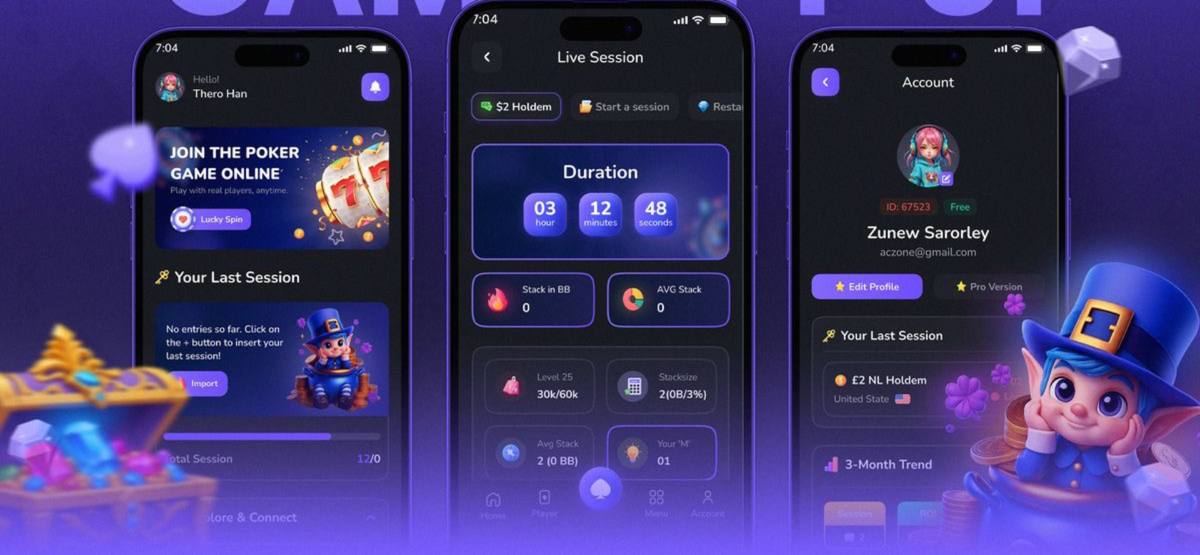 7:04
Hello!
Thero Han
JOIN THE POKER
GAME ONLINE
Play with real players, anytime.
Lucky Spin
Your Last Session
No entries so far. Click on
the + button to insert your
last session!
Import
Total Session 12/0
& Connect
7:04
Live Session
$2 Holdem
Start a session
Duration
03 12 48
hour minutes seconds
Stack in BB
0
AVG Stack
0
Level 25
30k/60k
Stacksize
2(0B/3%)
Avg Stack
2 (0 BB)
Your 'M'
01
Home Player Menu Account
7:04
Account
ID: 67523 Free
Zunew Sarorley
aczone@gmail.com
Edit Profile
Pro Version
Your Last Session
£2 NL Holdem
United State
3-Month Trend
Session
2